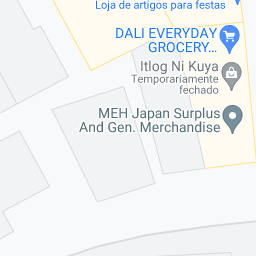 Loja de artigos para festas
DALI EVERYDAY
GROCERY...
Itlog Ni Kuya
Temporariamente
fechado
MEH Japan Surplus
And Gen. Merchandise